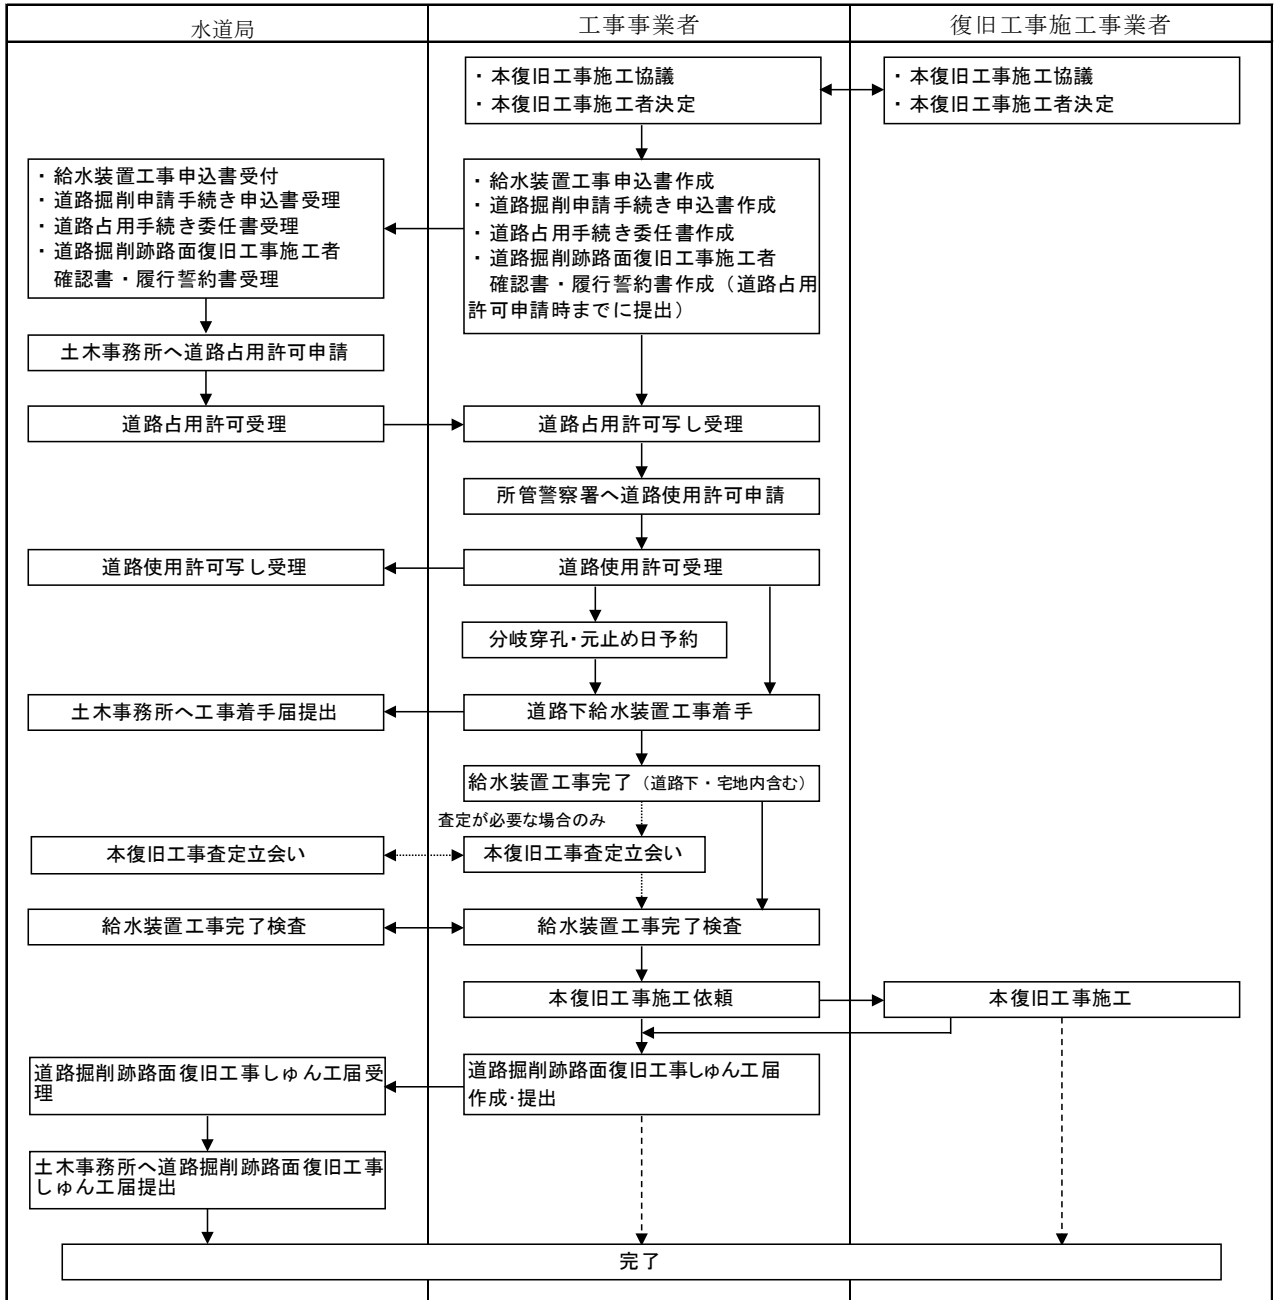 水道局
工事事業者
復旧工事施工事業者
・本復旧工事施工協議
・本復旧工事施工者決定
・本復旧工事施工協議
・本復旧工事施工者決定
・給水装置工事申込書受付
・道路掘削申請手続き申込書受理
・道路占用手続き委任書受理
・道路掘削跡路面復旧工事施工者
確認書・履行誓約書受理
・給水装置工事申込書作成
・道路掘削申請手続き申込書作成
・道路占用手続き委任書作成
・道路掘削跡路面復旧工事施工者
確認書・履行誓約書作成（道路占用
許可申請時までに提出）
土木事務所へ道路占用許可申請
道路占用許可受理
道路占用許可写し受理
所管警察署へ道路使用許可申請
道路使用許可写し受理
道路使用許可受理
分岐穿孔・元止め日予約
土木事務所へ工事着手届提出
道路下給水装置工事着手
給水装置工事完了（道路下・宅地内含む）
査定が必要な場合のみ
本復旧工事査定立会い
本復旧工事査定立会い
給水装置工事完了検査
給水装置工事完了検査
本復旧工事施工依頼
本復旧工事施工
道路掘削跡路面復旧工事しゅん工届受
理
道路掘削跡路面復旧工事しゅん工届
作成・提出
土木事務所へ道路掘削跡路面復旧工事
しゅん工届提出
完了